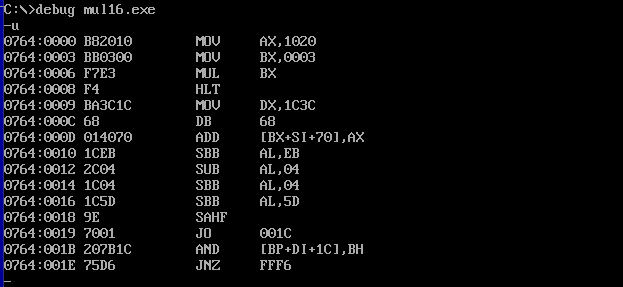 C:\>debug mul16.exe
-u
0764:0000 B82010 MOV AX,1020
0764:0003 BB0300 MOV BX,0003
0764:0006 F7E3 MUL BX
0764:0008 F4 HLT
0764:0009 BA3C1C MOV DX,1C3C
0764:000C 68 DB 68
0764:000D 014070 ADD [BX+SI+70],AX
0764:0010 1CEB SBB AL,EB
0764:0012 2C04 SUB AL,04
0764:0014 1C04 SBB AL,04
0764:0016 1C5D SBB AL,5D
0764:0018 9E SAHF
0764:0019 7001 JO 001C
0764:001B 207B1C AND [BP+DI+1C],BH
0764:001E 75D6 JNZ FFF6
-